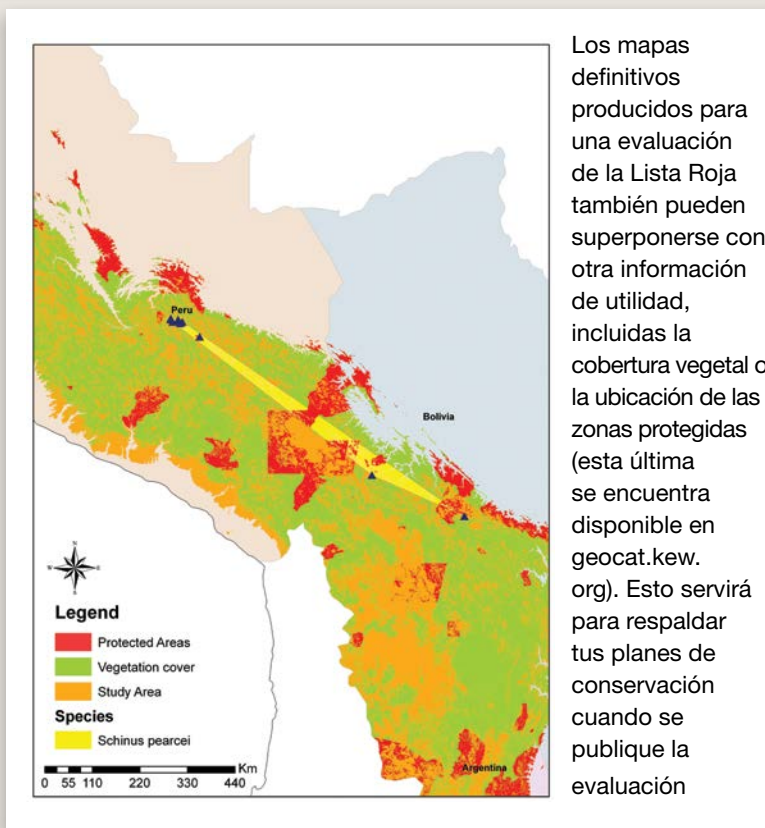 Los mapas
definitivos
producidos para
una evaluación
de la Lista Roja
también pueden
superponerse con
otra información
de utilidad,
incluidas la
cobertura vegetal o
la ubicación de las
zonas protegidas
(esta última
se encuentra
disponible en
geocat.kew.
org). Esto servirá
para respaldar
tus planes de
conservación
cuando se
publique la
evaluación
Peru
Bolivia
Argentina
N
W E
S
Legend
Protected Areas
Vegetation cover
Study Area
Species
Schinus pearcei
Km
0 55 110 220 330 440